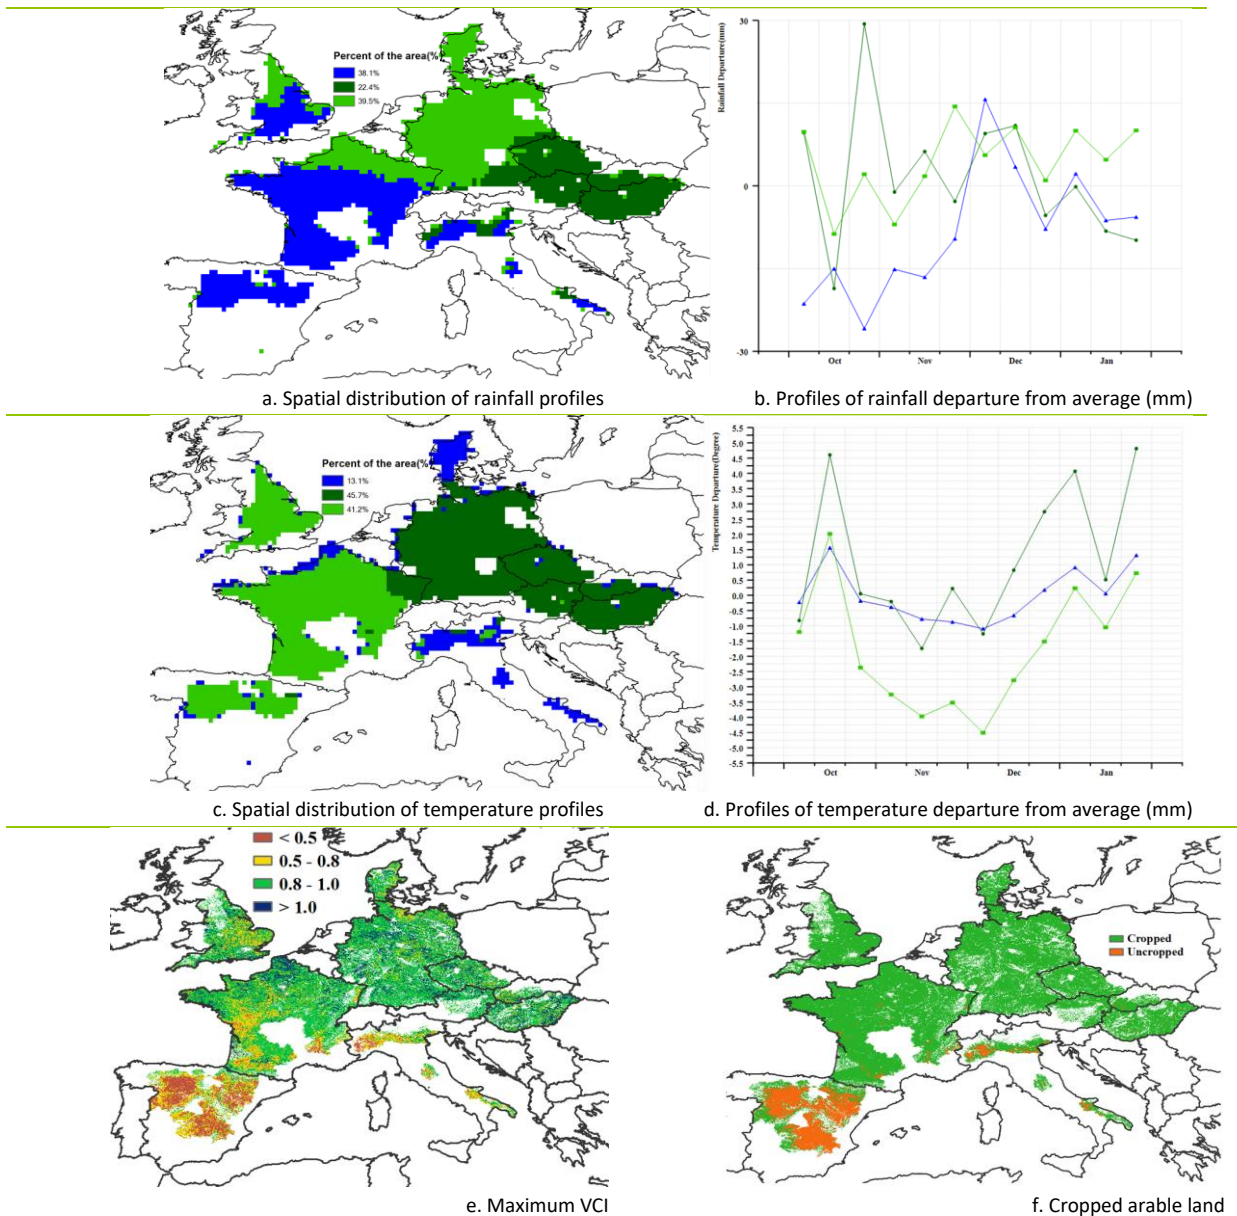 Percent of the area(%)
38.1%
22.4%
39.5%
Rainfall Departure(mm)
30
0
-30
Oct
Nov
Dec
Jan
a. Spatial distribution of rainfall profiles
b. Profiles of rainfall departure from average (mm)
Percent of the area(%)
13.1%
45.7%
41.2%
Temperature Departure(Degree)
5.5
5.0
4.5
4.0
3.5
3.0
2.5
2.0
1.5
1.0
0.5
0.0
-0.5
-1.0
-1.5
-2.0
-2.5
-3.0
-3.5
-4.0
-4.5
-5.0
-5.5
Oct
Nov
Dec
Jan
c. Spatial distribution of temperature profiles
d. Profiles of temperature departure from average (mm)
< 0.5
0.5 - 0.8
0.8 - 1.0
> 1.0
Cropped
Uncropped
e. Maximum VCI
f. Cropped arable land